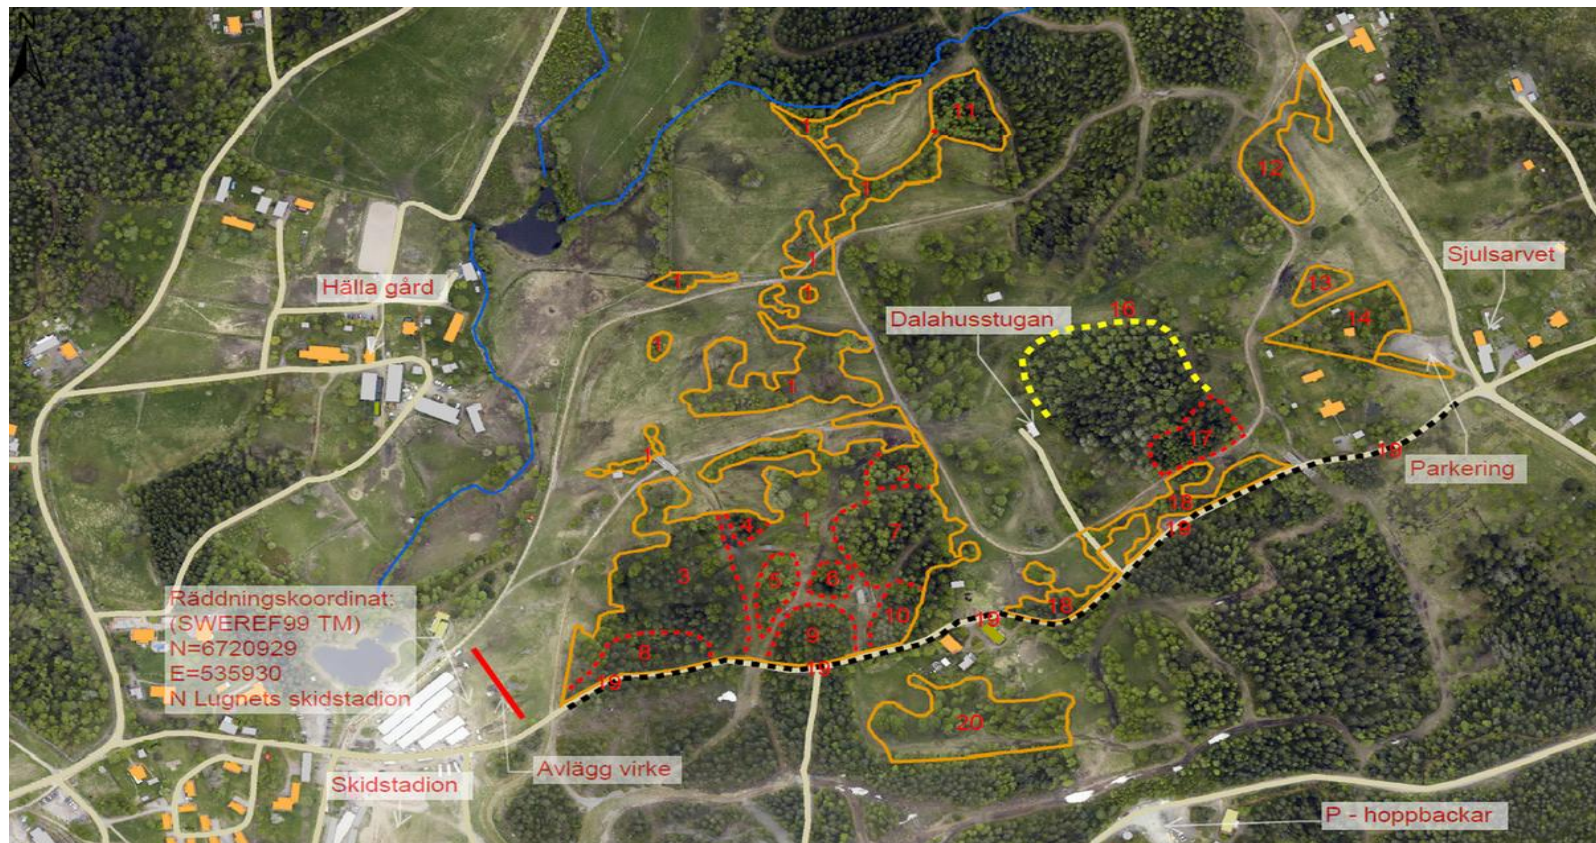 N
11
1
12
1
1
Sjulsarvet
1
13
Hälla gård
1
14
16
Dalahusstugan
1
1
17
19
Parkering
1
2
18
1
4
7
19
3
5
6
18
10
19
9
8
19
19
Räddningskoordinat:
(SWEREF99 TM)
N=6720929
E=535930
N Lugnets skidstadion
20
Avlägg virke
Skidstadion
P - hoppbackar